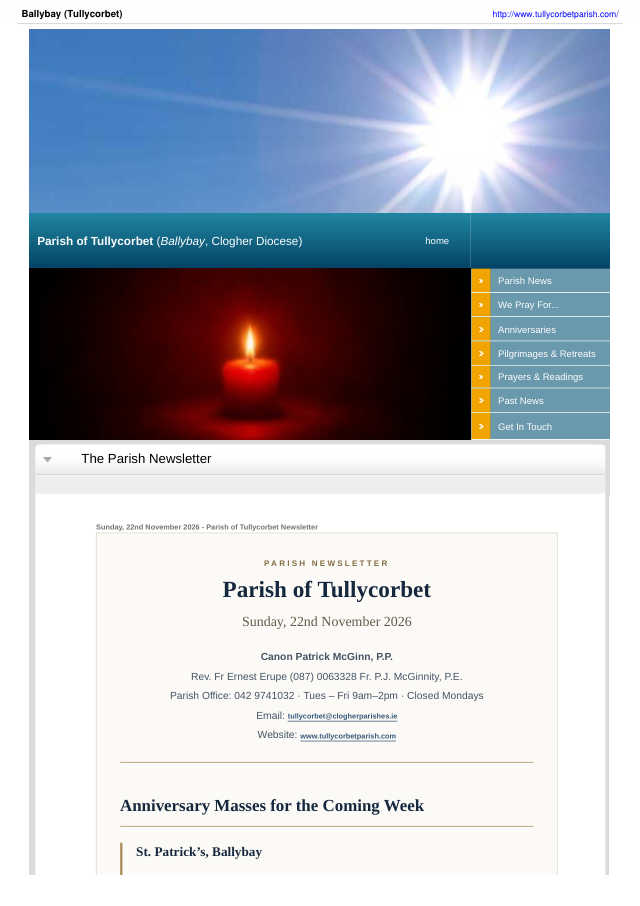 Ballybay (Tullycorbet) http://www.tullycorbetparish.com/
Parish of Tullycorbet (Ballybay, Clogher Diocese) home
Parish News
We Pray For...
Anniversaries
Pilgrimages & Retreats
Prayers & Readings
Past News
Get In Touch
The Parish Newsletter
Sunday, 22nd November 2026 - Parish of Tullycorbet Newsletter
PARISH NEWSLETTER
Parish of Tullycorbet
Sunday, 22nd November 2026
Canon Patrick McGinn, P.P.
Rev. Fr Ernest Erupe (087) 0063328 Fr. P.J. McGinnity, P.E.
Parish Office: 042 9741032 · Tues – Fri 9am–2pm · Closed Mondays
Email: tullycorbet@clogherparishes.ie
Website: www.tullycorbetparish.com
Anniversary Masses for the Coming Week
St. Patrick’s, Ballybay